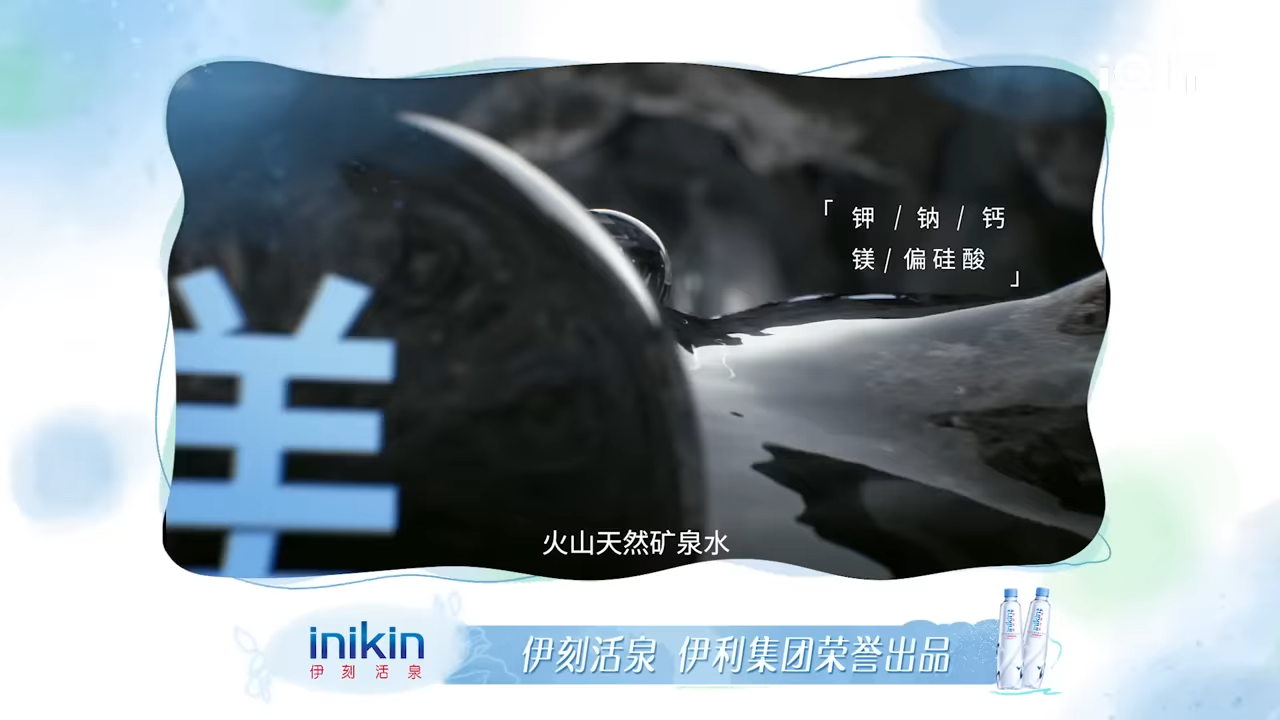 「钾 / 钠 / 钙
镁 / 偏硅酸」
火山天然矿泉水
inikin
伊刻活泉
伊刻活泉 伊利集团荣誉出品